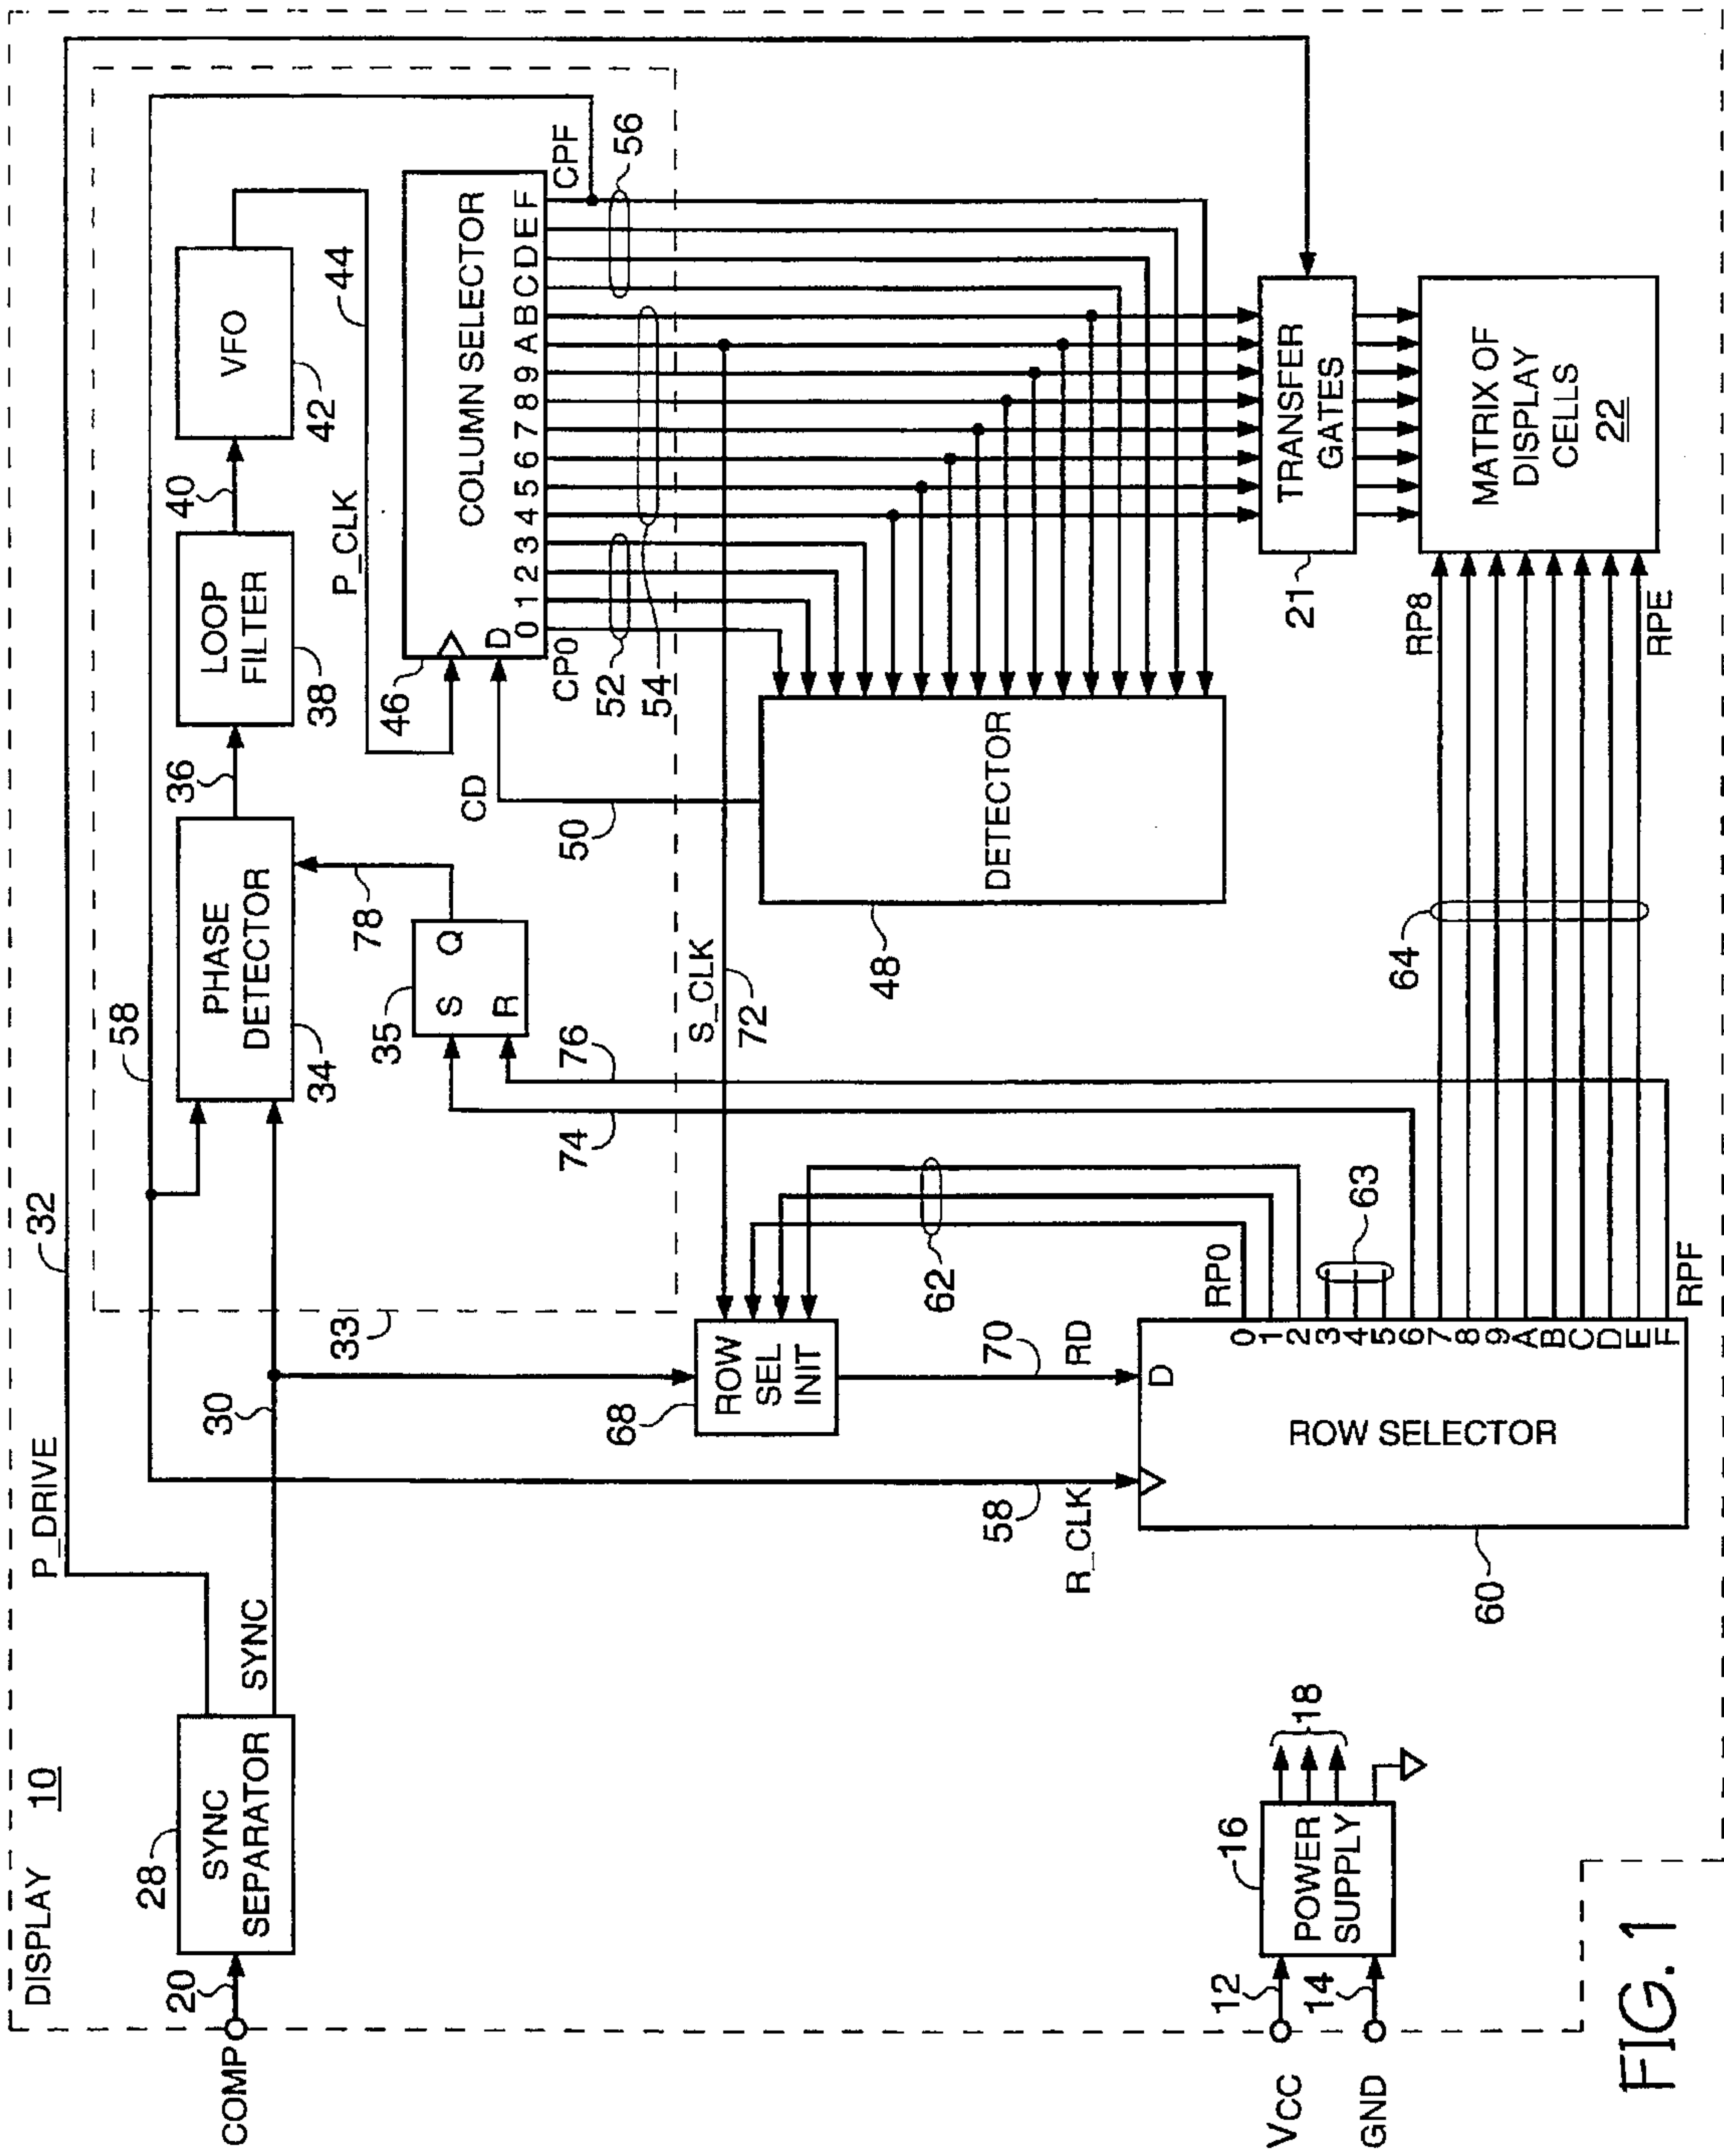 DISPLAY 10
COMP
20
28
SYNC
SEPARATOR
P_DRIVE
32
SYNC
30
33
58
34
PHASE
DETECTOR
36
38
LOOP
FILTER
40
42
VFO
44
P_CLK
35
S Q
R
78
74
76
46
COLUMN SELECTOR
D
0 1 2 3 4 5 6 7 8 9 A B C D E F
CP0
CPF
CD
50
52
54
56
S_CLK
72
48
DETECTOR
68
ROW
SEL
INIT
62
70
RD
58
R_CLK
60
ROW SELECTOR
D
RP0
0
1
2
3
4
5
6
7
8
9
A
B
C
D
E
F
RPF
63
64
RP8
RPE
21
TRANSFER
GATES
MATRIX OF
DISPLAY
CELLS
22
VCC
12
GND
14
16
POWER
SUPPLY
18
FIG. 1